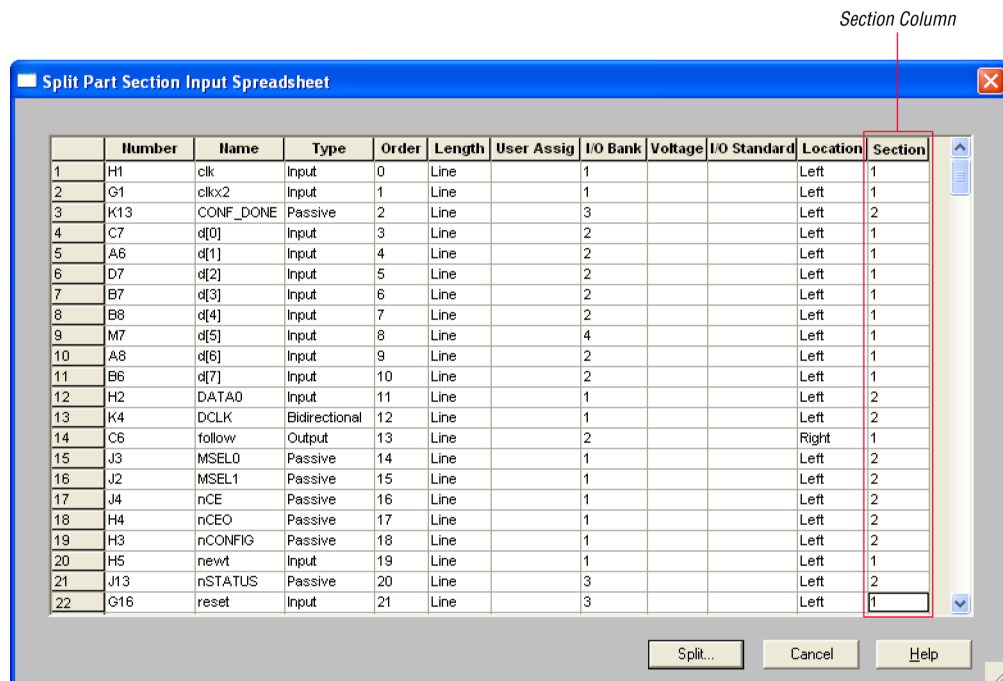 Section Column
Split Part Section Input Spreadsheet
Number Name Type Order Length User Assig I/O Bank Voltage I/O Standard Location Section
1 H1 clk Input 0 Line 1 Left 1
2 G1 clkx2 Input 1 Line 1 Left 1
3 K13 CONF_DONE Passive 2 Line 3 Left 2
4 C7 d[0] Input 3 Line 2 Left 1
5 A6 d[1] Input 4 Line 2 Left 1
6 D7 d[2] Input 5 Line 2 Left 1
7 B7 d[3] Input 6 Line 2 Left 1
8 B8 d[4] Input 7 Line 2 Left 1
9 M7 d[5] Input 8 Line 4 Left 1
10 A8 d[6] Input 9 Line 2 Left 1
11 B6 d[7] Input 10 Line 2 Left 1
12 H2 DATA0 Input 11 Line 1 Left 2
13 K4 DCLK Bidirectional 12 Line 1 Left 2
14 C6 follow Output 13 Line 2 Right 1
15 J3 MSEL0 Passive 14 Line 1 Left 2
16 J2 MSEL1 Passive 15 Line 1 Left 2
17 J4 nCE Passive 16 Line 1 Left 2
18 H4 nCEO Passive 17 Line 1 Left 2
19 H3 nCONFIG Passive 18 Line 1 Left 2
20 H5 newt Input 19 Line 1 Left 1
21 J13 nSTATUS Passive 20 Line 3 Left 2
22 G16 reset Input 21 Line 3 Left 1
Split... Cancel Help